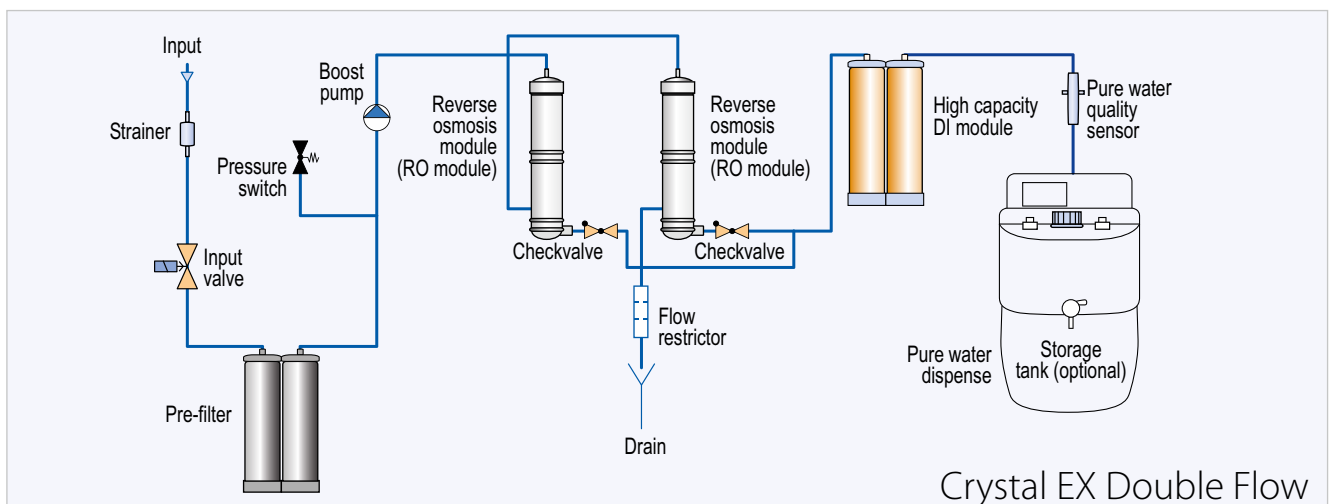 Input
Strainer
Input
valve
Pre-filter
Pressure
switch
Boost
pump
Reverse
osmosis
module
(RO module)
Checkvalve
Reverse
osmosis
module
(RO module)
Checkvalve
Flow
restrictor
Drain
High capacity
DI module
Pure water
quality
sensor
Pure water
dispense
Storage
tank (optional)
Crystal EX Double Flow